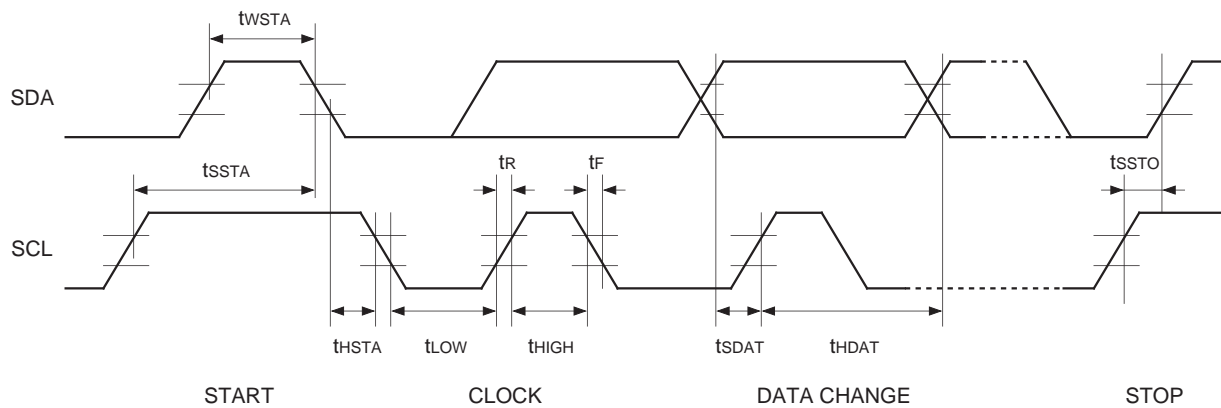 tWSTA
SDA
tSSTA
tR
tF
tSSTO
SCL
tHSTA
tLOW
tHIGH
tSDAT
tHDAT
START
CLOCK
DATA CHANGE
STOP